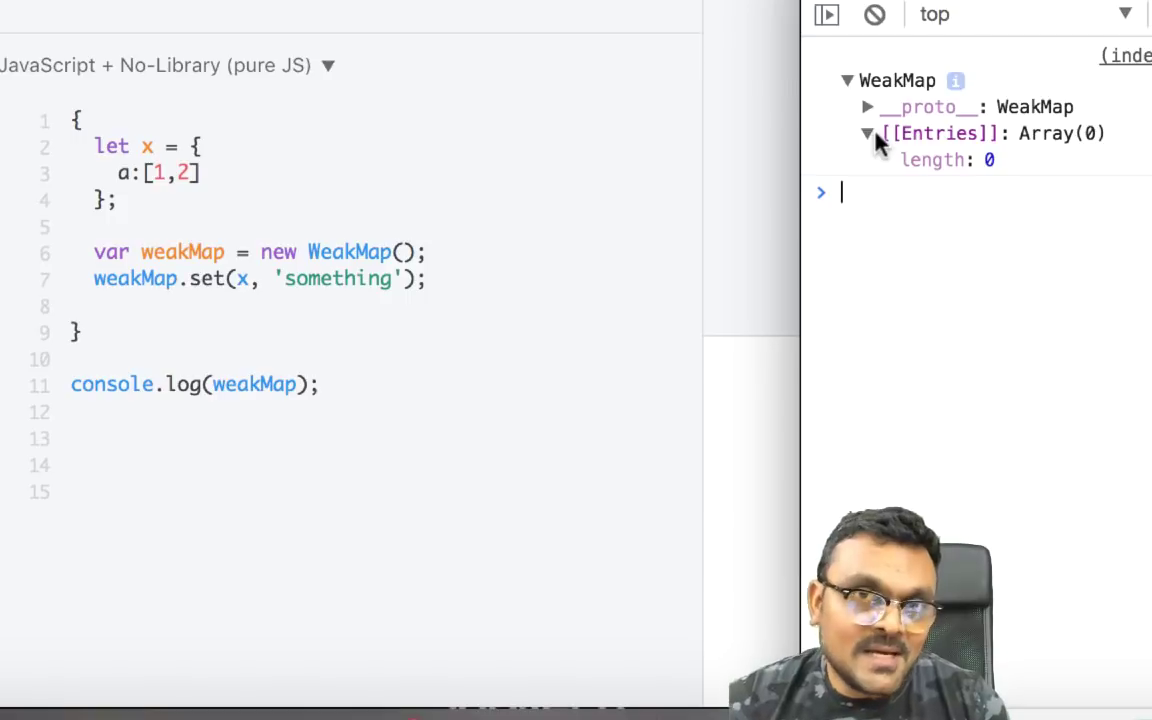 JavaScript + No-Library (pure JS) ▼
1 {
2 let x = {
3 a:[1,2]
4 };
5
6 var weakMap = new WeakMap();
7 weakMap.set(x, 'something');
8
9 }
10
11 console.log(weakMap);
12
13
14
15
top ▼
(inde
▼ WeakMap i
▶ __proto__: WeakMap
▼ [[Entries]]: Array(0)
length: 0
>